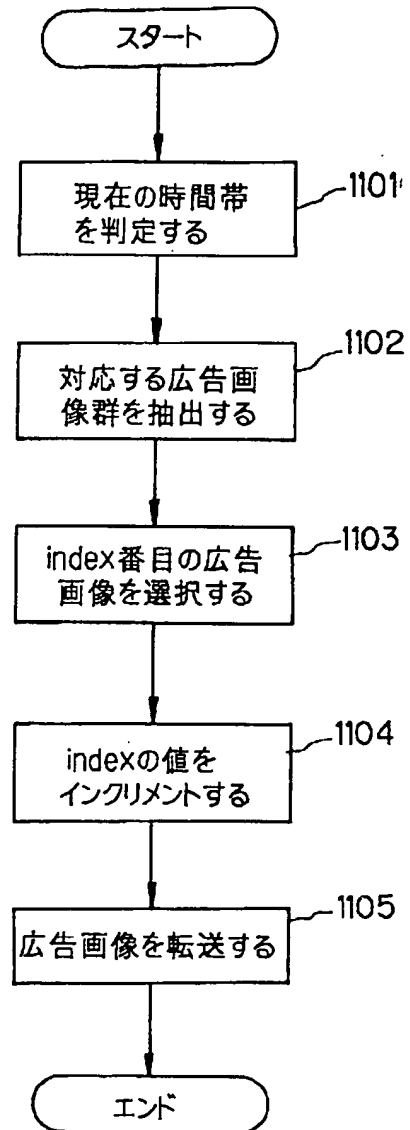 スタート
現在の時間帯
を判定する
1101
対応する広告画
像群を抽出する
1102
index番目の広告
画像を選択する
1103
indexの値を
インクリメントする
1104
広告画像を転送する
1105
エンド